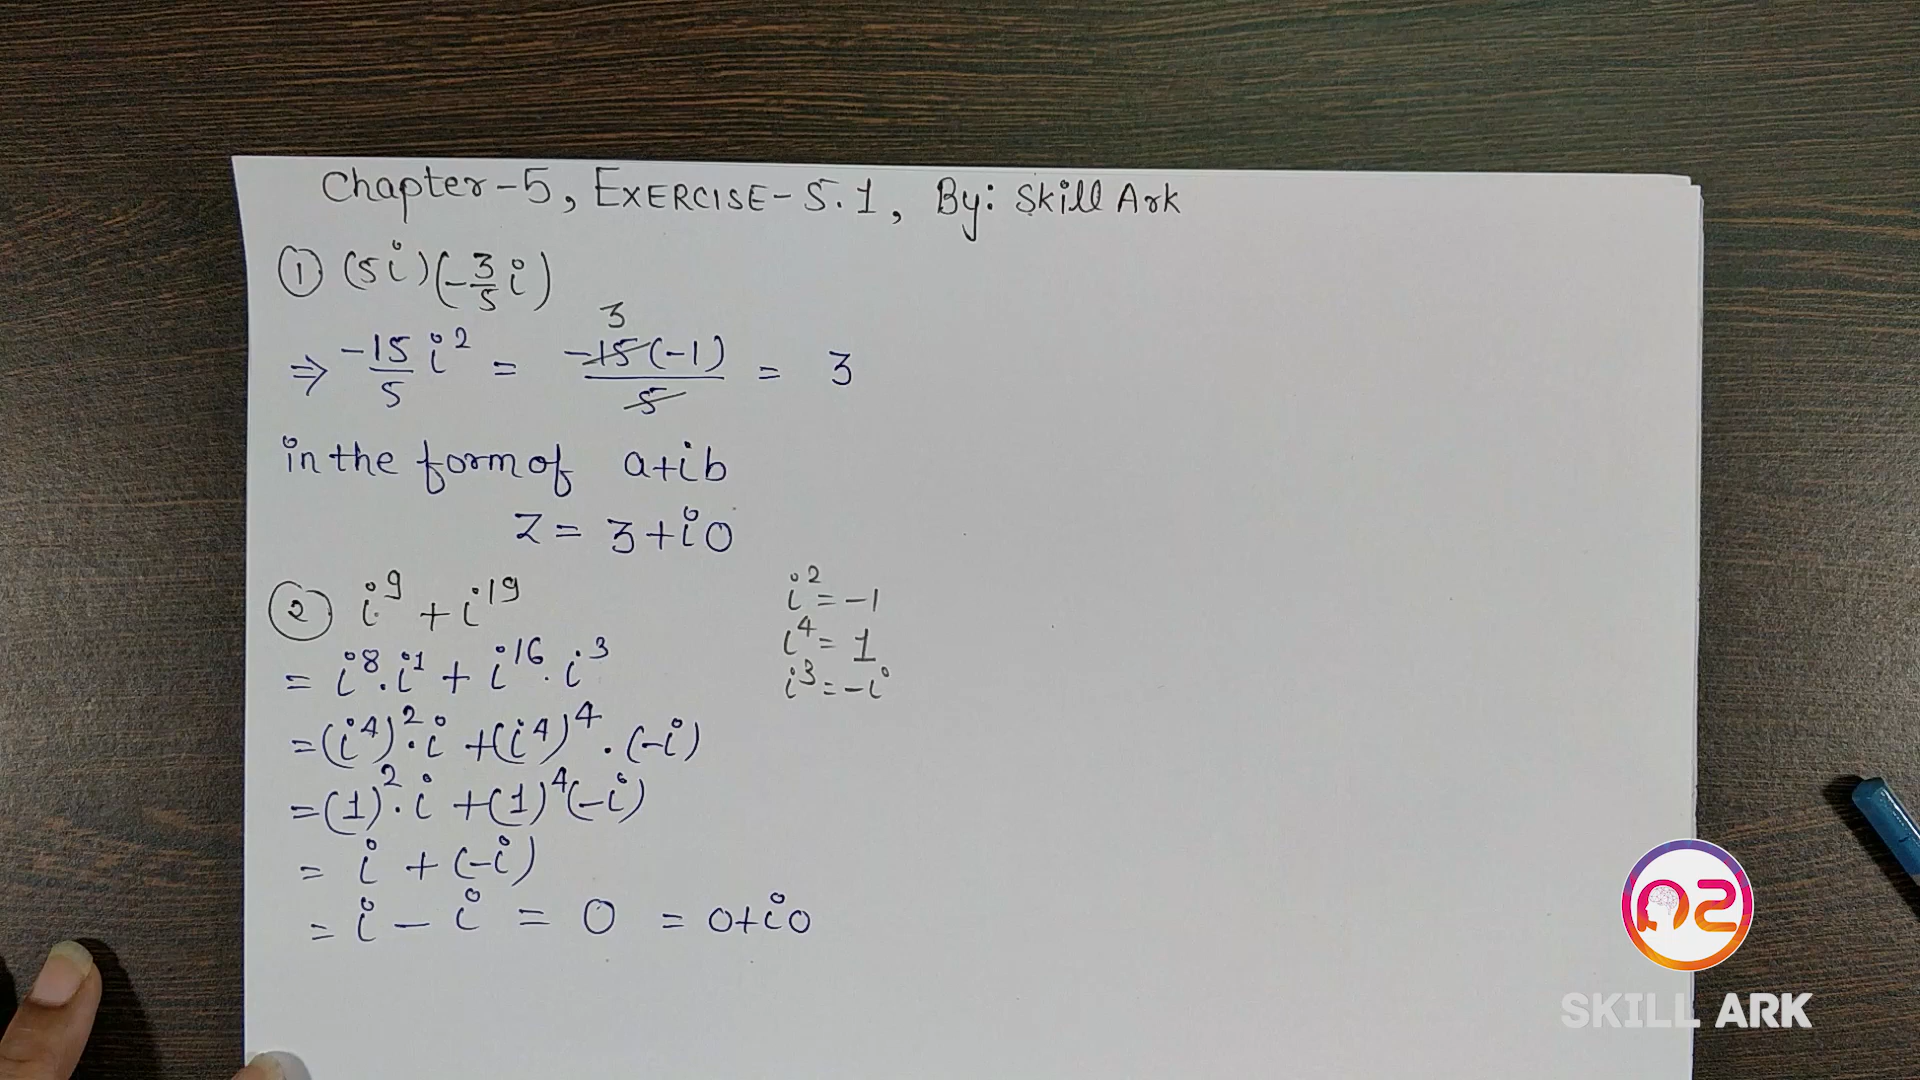 Chapter-5, EXERCISE-5.1, By: Skill Ark
① (5i)(-3/5 i)
⇒ -15/5 i² = -15(-1)/5 = 3
3
in the form of a+ib
Z = 3+i0
② i⁹ + i¹⁹
= i⁸.i¹ + i¹⁶.i³
= (i⁴)².i + (i⁴)⁴.(-i)
= (1)².i + (1)⁴(-i)
= i + (-i)
= i - i = 0 = 0+i0
i² = -1
i⁴ = 1
i³ = -i
SKILL ARK